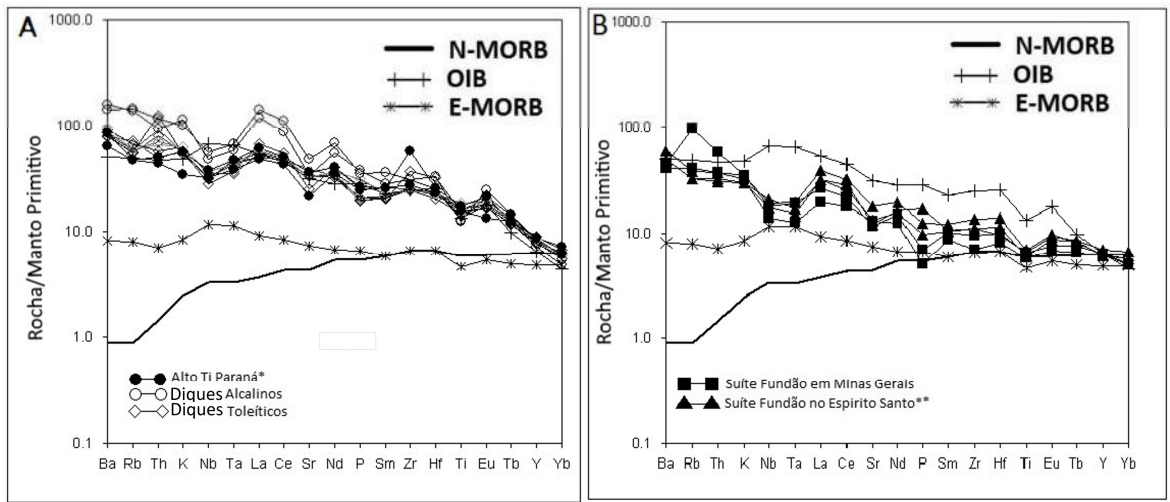 A
1000.0
100.0
10.0
1.0
0.1
Rocha/Manto Primitivo
N-MORB
OIB
E-MORB
Alto Ti Paraná*
Diques Alcalinos
Diques Toleíticos
Ba Rb Th K Nb Ta La Ce Sr Nd P Sm Zr Hf Ti Eu Tb Y Yb
B
1000.0
100.0
10.0
1.0
0.1
Rocha/Manto Primitivo
N-MORB
OIB
E-MORB
Suíte Fundão em Minas Gerais
Suíte Fundão no Espirito Santo**
Ba Rb Th K Nb Ta La Ce Sr Nd P Sm Zr Hf Ti Eu Tb Y Yb